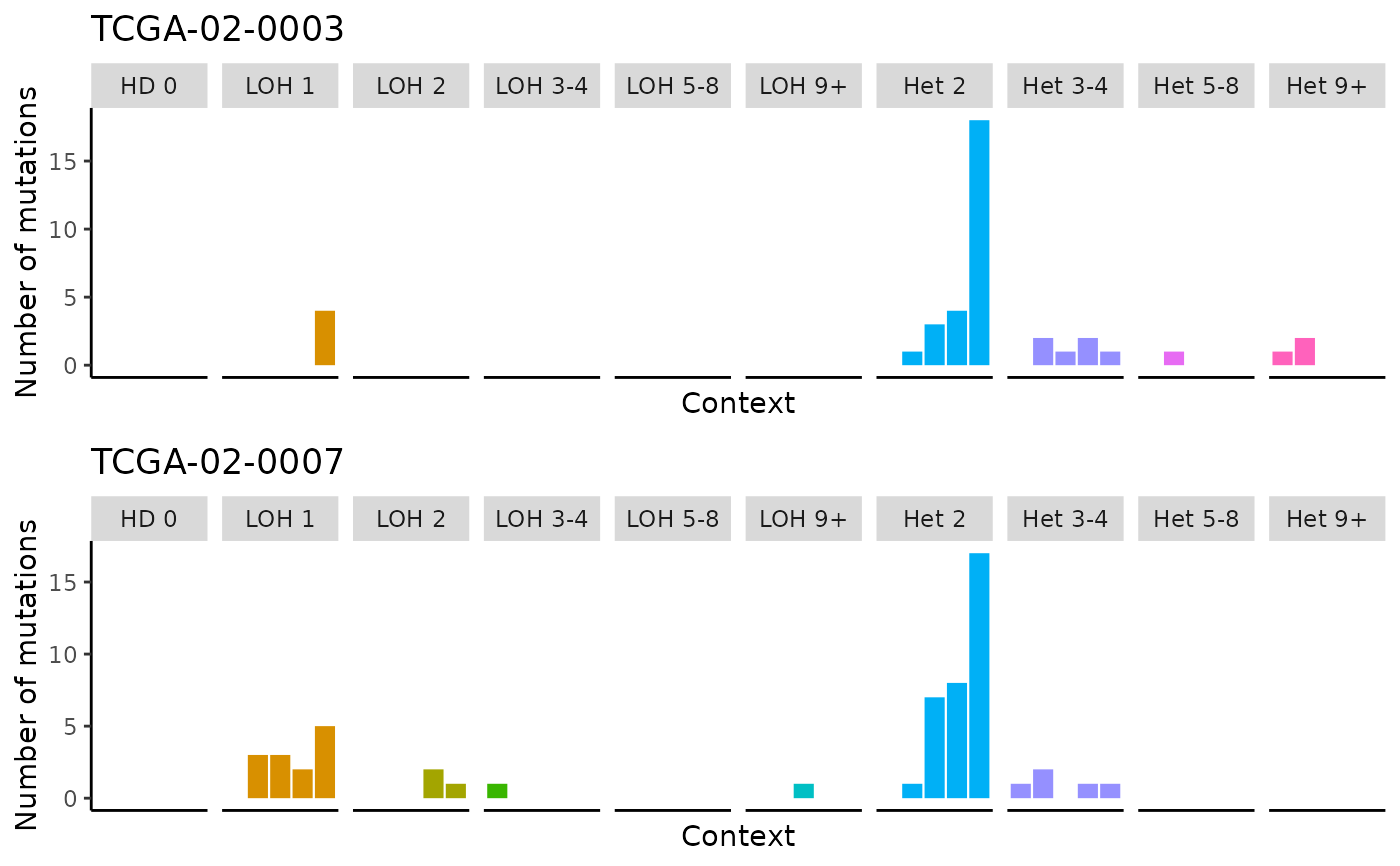 TCGA-02-0003
HD 0 LOH 1 LOH 2 LOH 3-4 LOH 5-8 LOH 9+ Het 2 Het 3-4 Het 5-8 Het 9+
Number of mutations
15
10
5
0
Context
TCGA-02-0007
HD 0 LOH 1 LOH 2 LOH 3-4 LOH 5-8 LOH 9+ Het 2 Het 3-4 Het 5-8 Het 9+
Number of mutations
15
10
5
0
Context